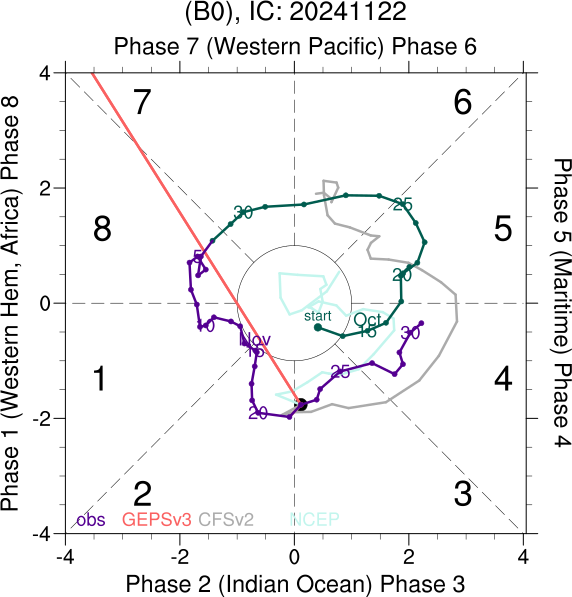 (B0), IC: 20241122
Phase 7 (Western Pacific) Phase 6
4
7
6
Phase 1 (Western Hem, Africa) Phase 8
Phase 5 (Maritime) Phase 4
2
30
25
8
5
5
20
0
start
Oct
15
10
30
Nov
15
1
25
4
-2
20
2
3
obs
GEPSv3
CFSv2
NCEP
-4
-4
-2
0
2
4
Phase 2 (Indian Ocean) Phase 3